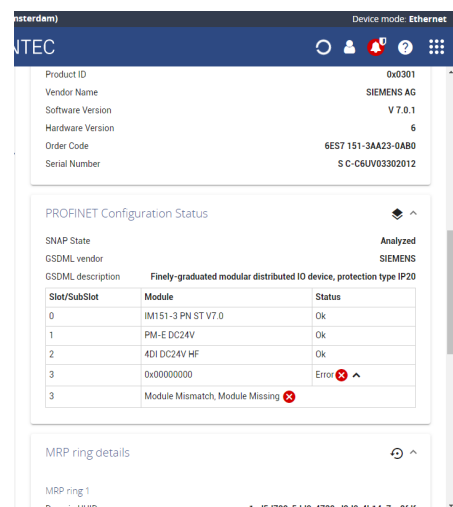 msterdam) Device mode: Ethernet
NTEC
Product ID 0x0301
Vendor Name SIEMENS AG
Software Version V 7.0.1
Hardware Version 6
Order Code 6ES7 151-3AA23-0AB0
Serial Number S C-C6UV03302012
PROFINET Configuration Status
SNAP State Analyzed
GSDML vendor SIEMENS
GSDML description Finely-graduated modular distributed IO device, protection type IP20
Slot/SubSlot Module Status
0 IM151-3 PN ST V7.0 Ok
1 PM-E DC24V Ok
2 4DI DC24V HF Ok
3 0x00000000 Error
3 Module Mismatch, Module Missing
MRP ring details
MRP ring 1